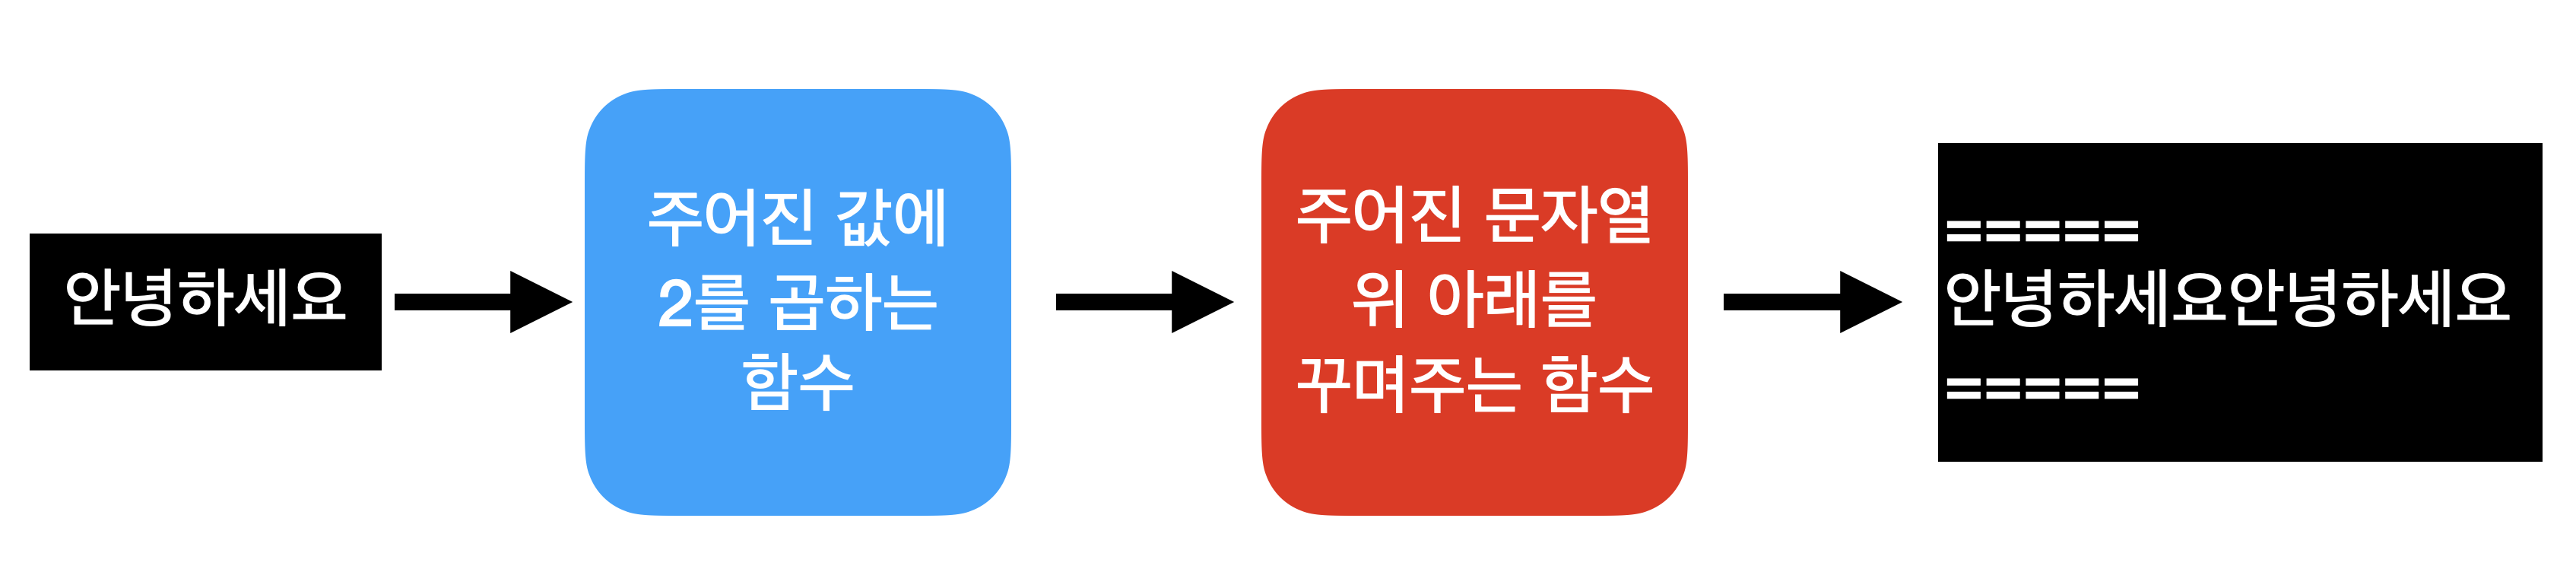 안녕하세요
주어진 값에
2를 곱하는
함수
주어진 문자열
위 아래를
꾸며주는 함수
=====
안녕하세요안녕하세요
=====